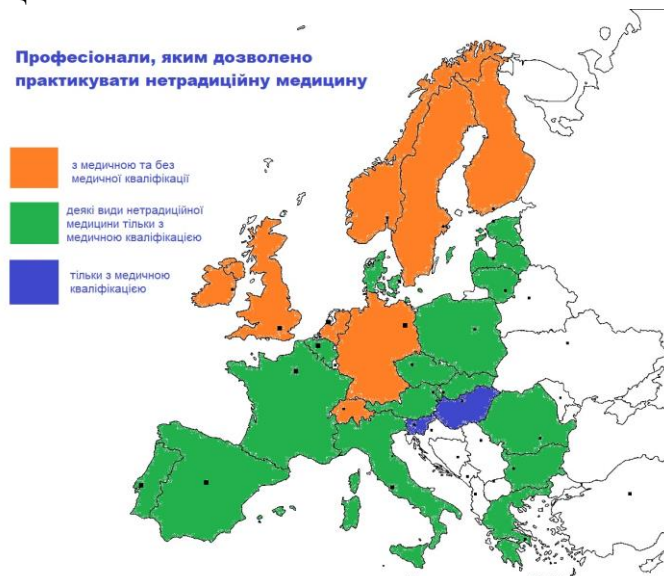 Професіонали, яким дозволено
практикувати нетрадиційну медицину
з медичною та без
медичної кваліфікації
деякі види нетрадиційної
медицини тільки з
медичною кваліфікацією
тільки з медичною
кваліфікацією